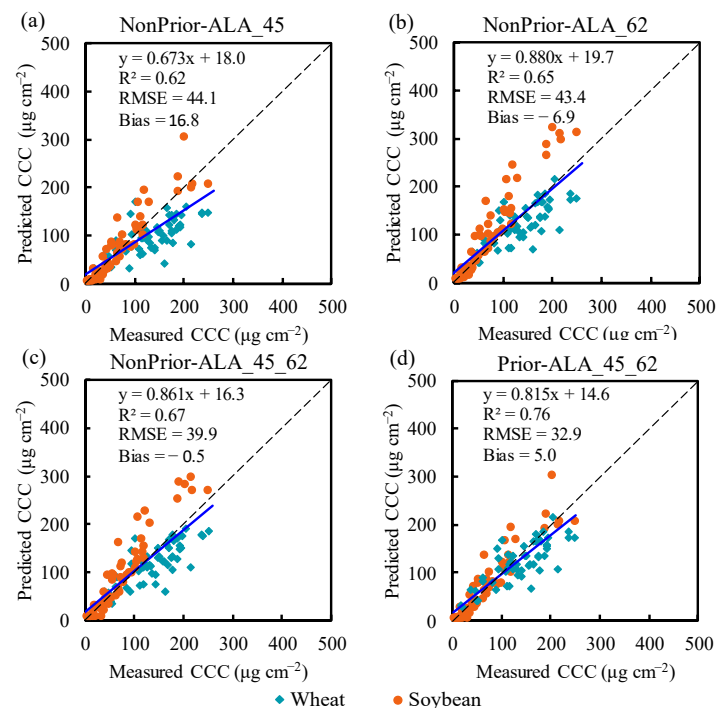 (a) NonPrior-ALA_45
y = 0.673x + 18.0
R² = 0.62
RMSE = 44.1
Bias = 16.8
500
400
300
200
100
0
0 100 200 300 400 500
Predicted CCC (µg cm⁻²)
Measured CCC (µg cm⁻²)
(b) NonPrior-ALA_62
y = 0.880x + 19.7
R² = 0.65
RMSE = 43.4
Bias = −6.9
500
400
300
200
100
0
0 100 200 300 400 500
Predicted CCC (µg cm⁻²)
Measured CCC (µg cm⁻²)
(c) NonPrior-ALA_45_62
y = 0.861x + 16.3
R² = 0.67
RMSE = 39.9
Bias = −0.5
500
400
300
200
100
0
0 100 200 300 400 500
Predicted CCC (µg cm⁻²)
Measured CCC (µg cm⁻²)
(d) Prior-ALA_45_62
y = 0.815x + 14.6
R² = 0.76
RMSE = 32.9
Bias = 5.0
500
400
300
200
100
0
0 100 200 300 400 500
Predicted CCC (µg cm⁻²)
Measured CCC (µg cm⁻²)
Wheat Soybean